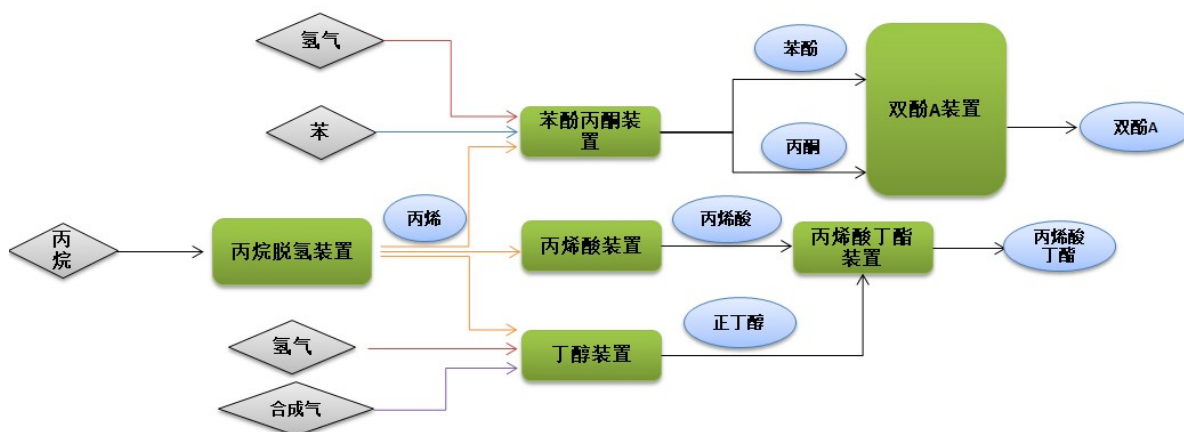 氢气
苯
苯酚丙酮装
置
苯酚
丙酮
双酚A装置
双酚A
丙烷
丙烷脱氢装置
丙烯
丙烯酸装置
丙烯酸
丙烯酸丁酯
装置
丙烯酸
丁酯
氢气
合成气
丁醇装置
正丁醇